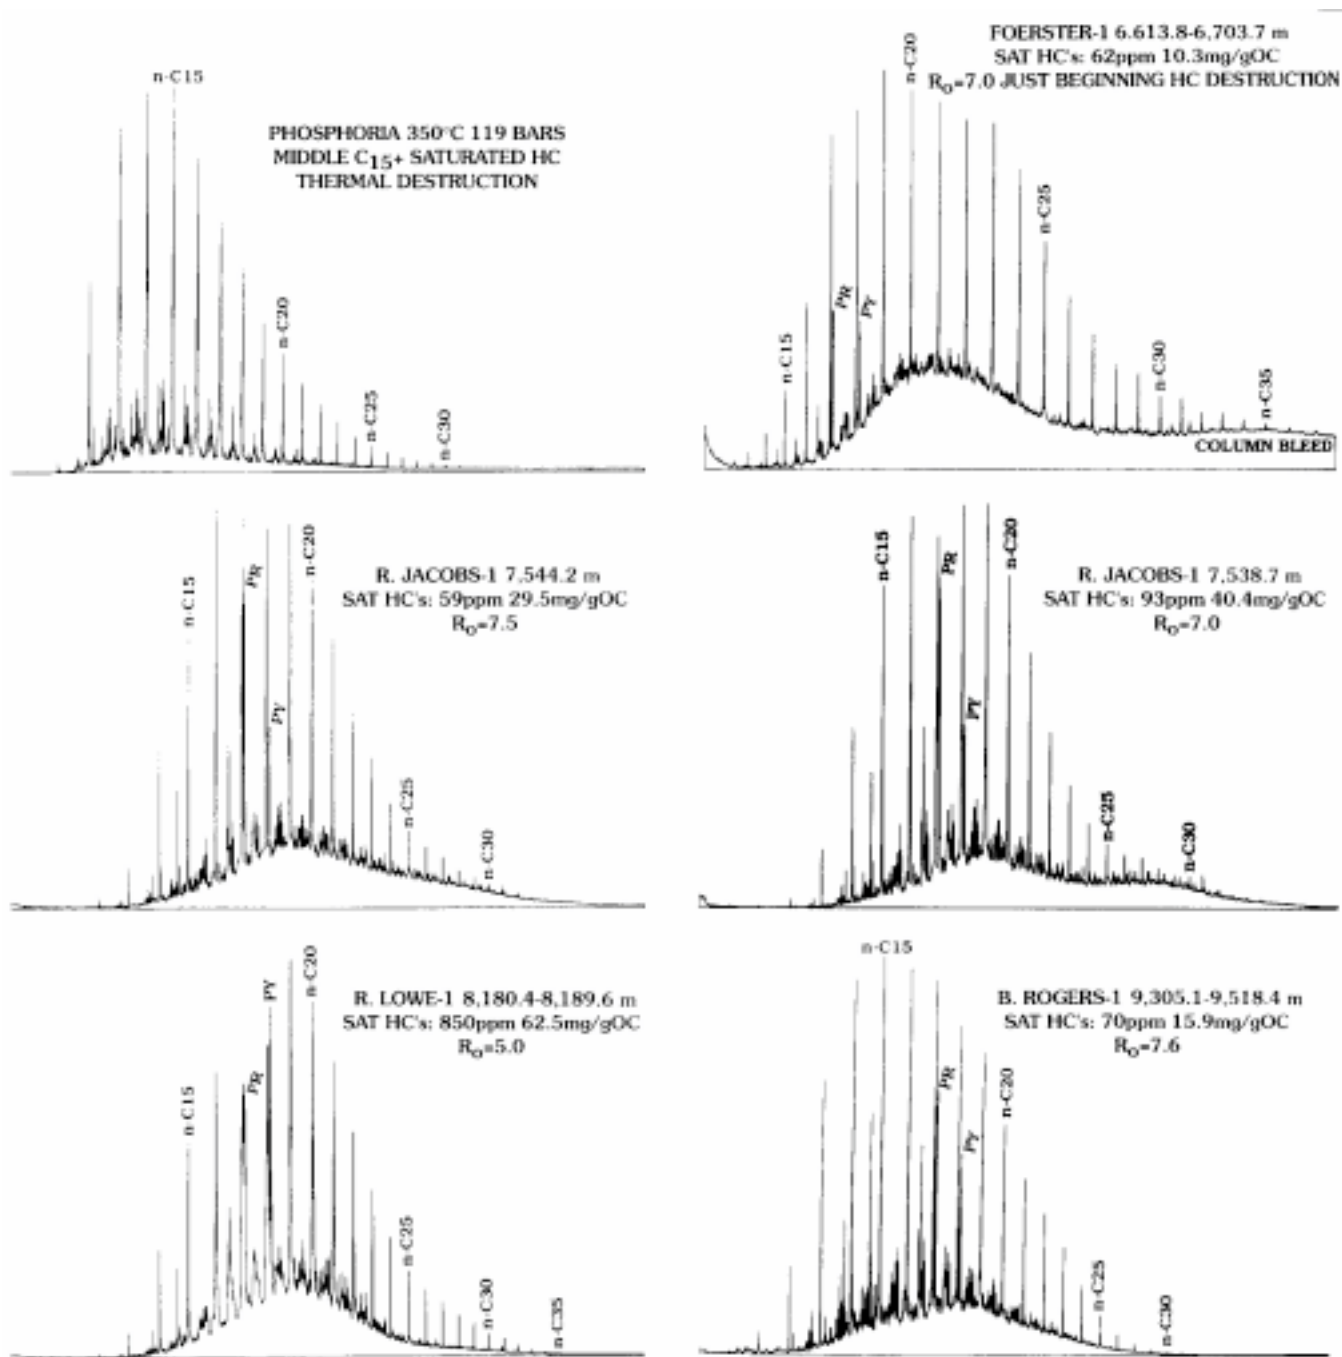 n-C15
PHOSPHORIA 350°C 119 BARS
MIDDLE C15+ SATURATED HC
THERMAL DESTRUCTION
n-C20
n-C25
n-C30
FOERSTER-1 6.613.8-6,703.7 m
SAT HC's: 62ppm 10.3mg/gOC
RO=7.0 JUST BEGINNING HC DESTRUCTION
n-C15
PR
PY
n-C20
n-C25
n-C30
n-C35
COLUMN BLEED
R. JACOBS-1 7,544.2 m
SAT HC's: 59ppm 29.5mg/gOC
RO=7.5
n-C15
PR
PY
n-C20
n-C25
n-C30
R. JACOBS-1 7,538.7 m
SAT HC's: 93ppm 40.4mg/gOC
RO=7.0
n-C15
PR
PY
n-C20
n-C25
n-C30
R. LOWE-1 8,180.4-8,189.6 m
SAT HC's: 850ppm 62.5mg/gOC
RO=5.0
n-C15
PR
PY
n-C20
n-C25
n-C30
n-C35
n-C15
B. ROGERS-1 9,305.1-9,518.4 m
SAT HC's: 70ppm 15.9mg/gOC
RO=7.6
PR
PY
n-C20
n-C25
n-C30